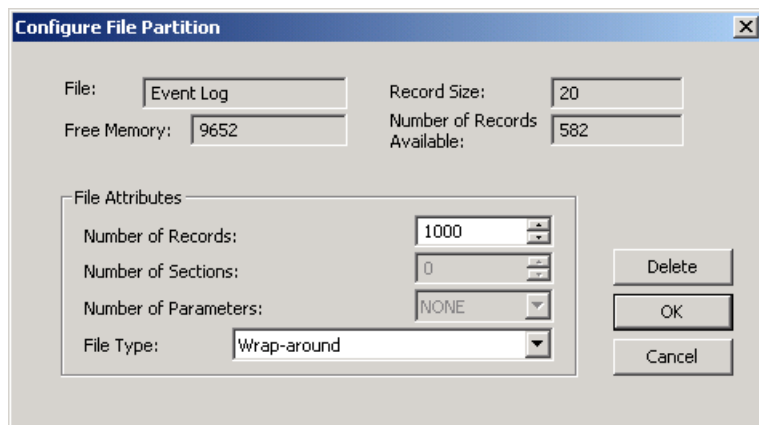 Configure File Partition
File: Event Log
Record Size: 20
Free Memory: 9652
Number of Records Available: 582
File Attributes
Number of Records: 1000
Number of Sections: 0
Number of Parameters: NONE
File Type: Wrap-around
Delete
OK
Cancel